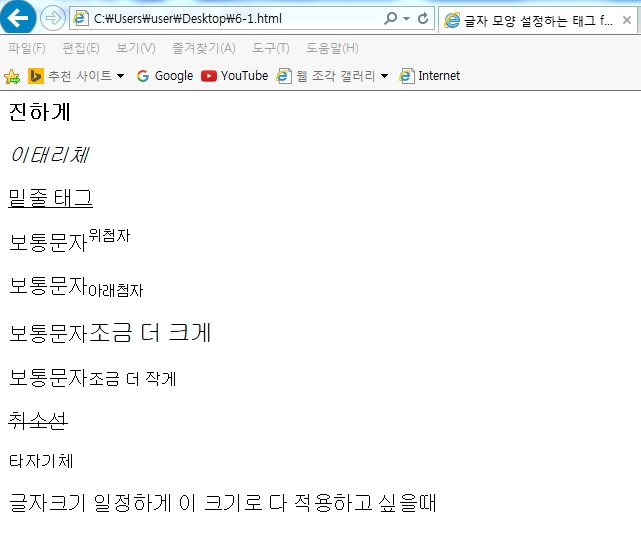 C:₩Users₩user₩Desktop₩6-1.html
글자 모양 설정하는 태그 f...
파일(F) 편집(E) 보기(V) 즐겨찾기(A) 도구(T) 도움말(H)
추천 사이트 Google YouTube 웹 조각 갤러리 Internet
진하게
이태리체
밑줄 태그
보통문자위첨자
보통문자아래첨자
보통문자조금 더 크게
보통문자조금 더 작게
취소선
타자기체
글자크기 일정하게 이 크기로 다 적용하고 싶을때